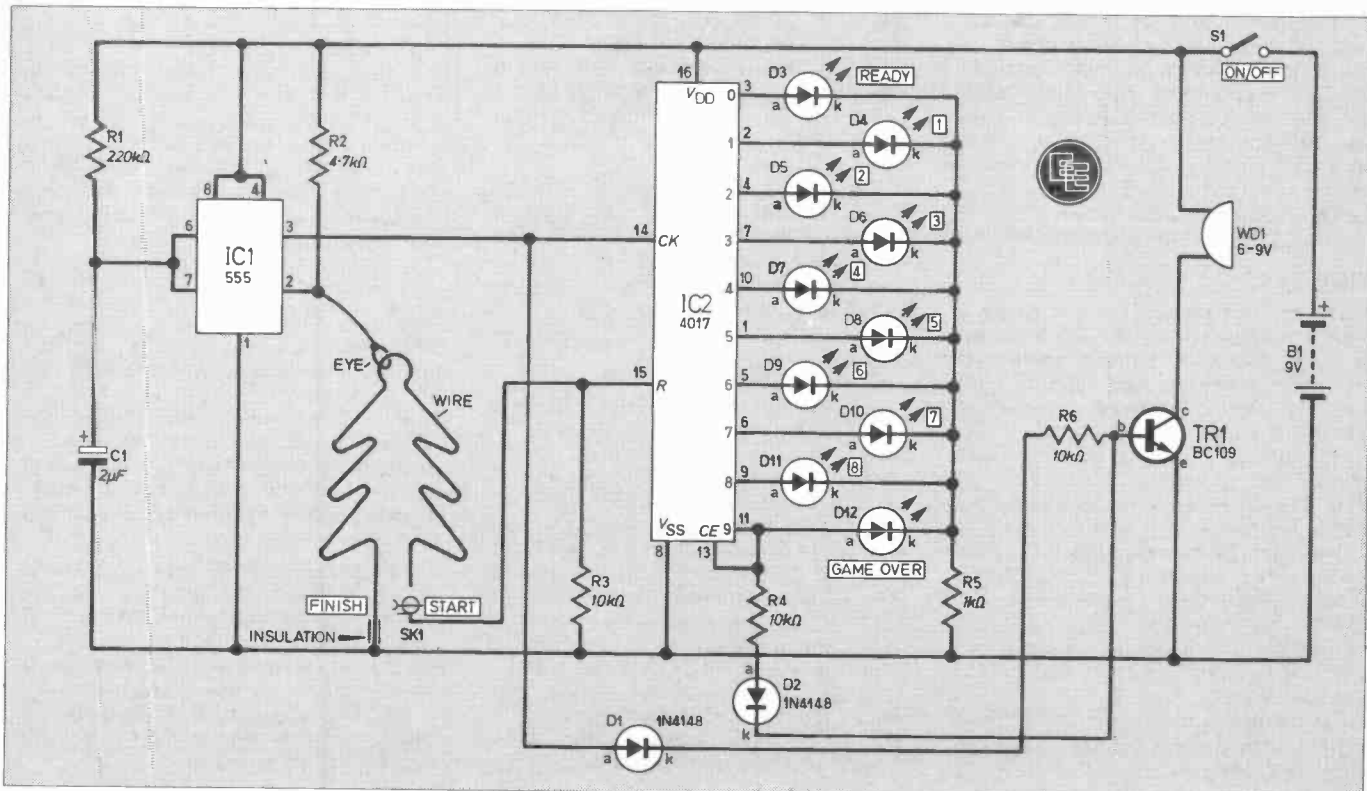 S1
ON/OFF
16
VDD
0
3
D3
READY
a
k
R1
220kΩ
R2
4·7kΩ
1
2
D4
1
a
k
D5
2
2
4
a
k
8
4
6
7
IC1
555
3
2
1
14
CK
3
7
D6
3
a
k
WD1
6-9V
D7
4
4
10
a
k
IC2
4017
5
1
D8
5
a
k
+
B1
9V
EYE
WIRE
15
R
6
5
D9
6
a
k
7
6
D10
7
a
k
R6
10kΩ
b
c
e
TR1
BC109
+
C1
2µF
8
9
D11
8
a
k
VSS
CE
9
11
D12
a
k
GAME OVER
8
13
FINISH
START
SK1
INSULATION
R3
10kΩ
R4
10kΩ
R5
1kΩ
a
D2
1N4148
k
D1
1N4148
a
k